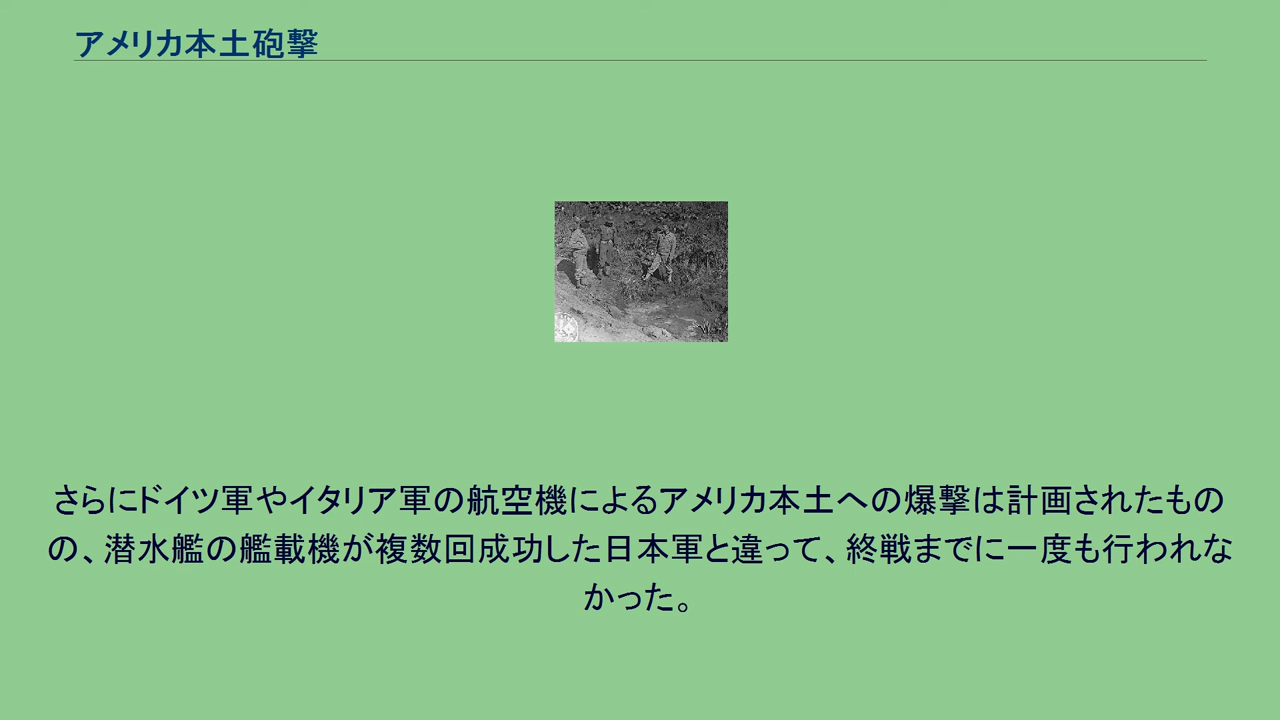 アメリカ本土砲撃
さらにドイツ軍やイタリア軍の航空機によるアメリカ本土への爆撃は計画されたもの
の、潜水艦の艦載機が複数回成功した日本軍と違って、終戦までに一度も行われな
かった。